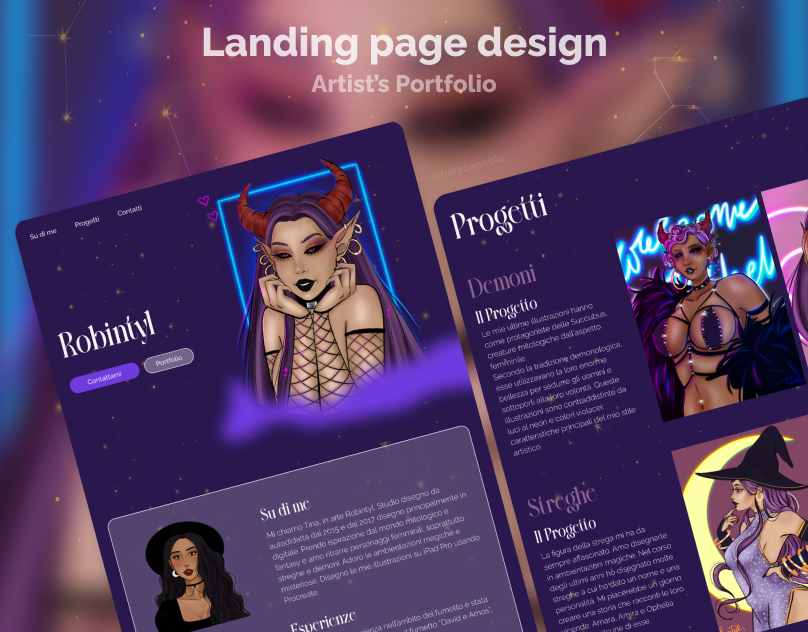 Landing page design
Artist's Portfolio
@holycannolo
Su di me
Progetti
Contatti
Robintyl
Contattami
Portfolio
Su di me
Mi chiamo Tina, in arte Robintyl. Studio disegno da
autodidatta dal 2015 e dal 2017 disegno principalmente in
digitale. Prendo ispirazione dal mondo mitologico e
fantasy e amo ritrarre personaggi femminili, soprattutto
streghe e demoni. Adoro le ambientazioni magiche e
misteriose. Disegno le mie illustrazioni su iPad Pro usando
Procreate.
Esperienze
nell'ambito del fumetto è stata
fumetto "David e Amos",
Progetti
Demoni
Il Progetto
Le mie ultime illustrazioni hanno
come protagoniste delle Succubus,
creature mitologiche dall'aspetto
femminile.
Secondo la tradizione demonologica,
esse utilizzavano la loro enorme
bellezza per sedurre gli uomini e
sottoporli alla loro volontà. Queste
illustrazioni sono contraddistinte da
luci al neon e colori violacei,
caratteristiche principali del mio stile
artistico.
Streghe
Il Progetto
La figura della strega mi ha da
sempre affascinato. Amo disegnarle
in ambientazioni magiche. Nel corso
degli ultimi anni ho disegnato molte
streghe a cui ho dato un nome e una
personalità. Mi piacerebbe un giorno
creare una storia che racconti le loro
Amara, Amyra e Ophelia
di esse.